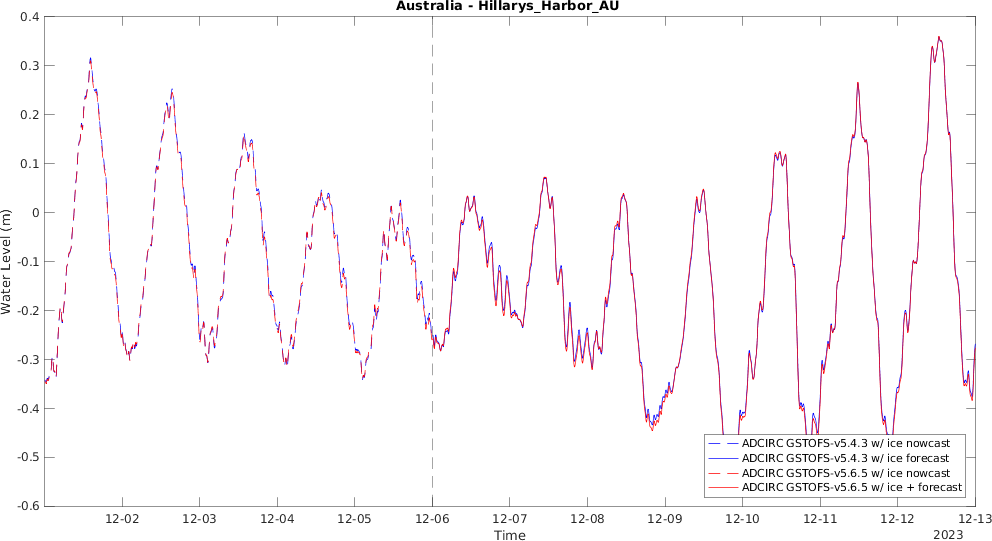 Australia - Hillarys_Harbor_AU
Water Level (m)
0.4
0.3
0.2
0.1
0
-0.1
-0.2
-0.3
-0.4
-0.5
-0.6
ADCIRC GSTOFS-v5.4.3 w/ ice nowcast
ADCIRC GSTOFS-v5.4.3 w/ ice forecast
ADCIRC GSTOFS-v5.6.5 w/ ice nowcast
ADCIRC GSTOFS-v5.6.5 w/ ice + forecast
12-02 12-03 12-04 12-05 12-06 12-07 12-08 12-09 12-10 12-11 12-12 12-13
Time
2023